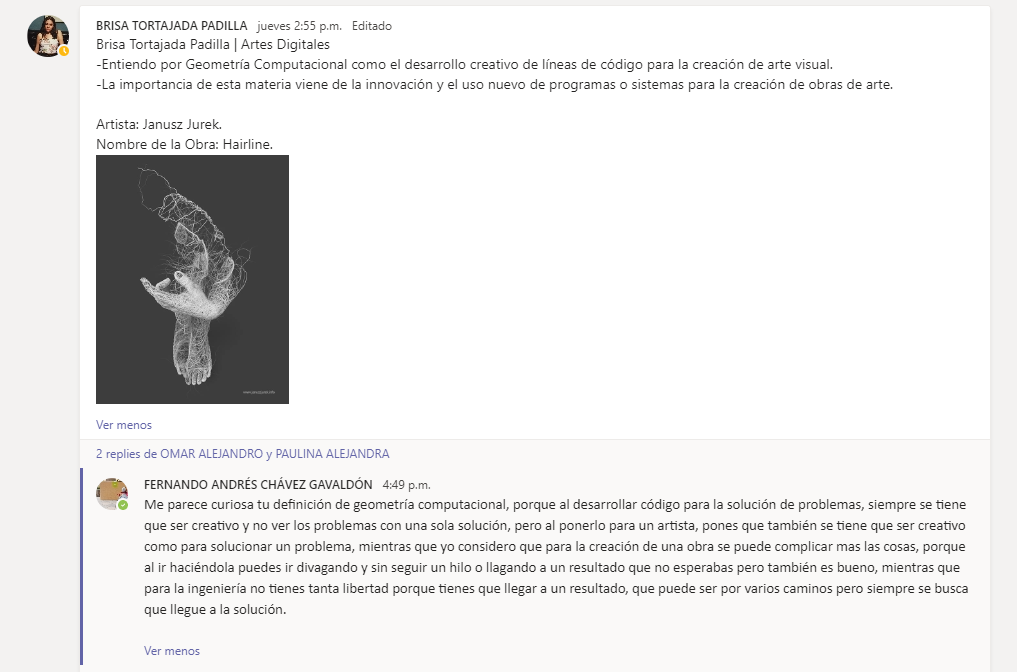 BRISA TORTAJADA PADILLA jueves 2:55 p.m. Editado
Brisa Tortajada Padilla | Artes Digitales
-Entiendo por Geometría Computacional como el desarrollo creativo de líneas de código para la creación de arte visual.
-La importancia de esta materia viene de la innovación y el uso nuevo de programas o sistemas para la creación de obras de arte.
Artista: Janusz Jurek.
Nombre de la Obra: Hairline.
Ver menos
2 replies de OMAR ALEJANDRO y PAULINA ALEJANDRA
FERNANDO ANDRÉS CHÁVEZ GAVALDÓN 4:49 p.m.
Me parece curiosa tu definición de geometría computacional, porque al desarrollar código para la solución de problemas, siempre se tiene
que ser creativo y no ver los problemas con una sola solución, pero al ponerlo para un artista, pones que también se tiene que ser creativo
como para solucionar un problema, mientras que yo considero que para la creación de una obra se puede complicar mas las cosas, porque
al ir haciéndola puedes ir divagando y sin seguir un hilo o llagando a un resultado que no esperabas pero también es bueno, mientras que
para la ingeniería no tienes tanta libertad porque tienes que llegar a un resultado, que puede ser por varios caminos pero siempre se busca
que llegue a la solución.
Ver menos